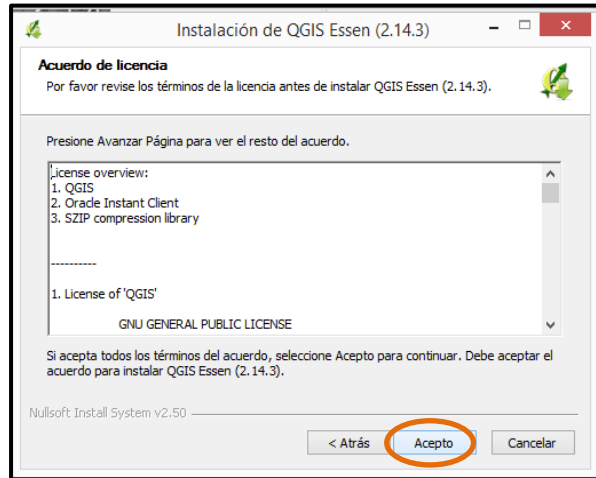 Instalación de QGIS Essen (2.14.3)
Acuerdo de licencia
Por favor revise los términos de la licencia antes de instalar QGIS Essen (2.14.3).
Presione Avanzar Página para ver el resto del acuerdo.
License overview:
1. QGIS
2. Oracle Instant Client
3. SZIP compression library
----------
1. License of 'QGIS'
GNU GENERAL PUBLIC LICENSE
Si acepta todos los términos del acuerdo, seleccione Acepto para continuar. Debe aceptar el
acuerdo para instalar QGIS Essen (2.14.3).
Nullsoft Install System v2.50
< Atrás Acepto Cancelar